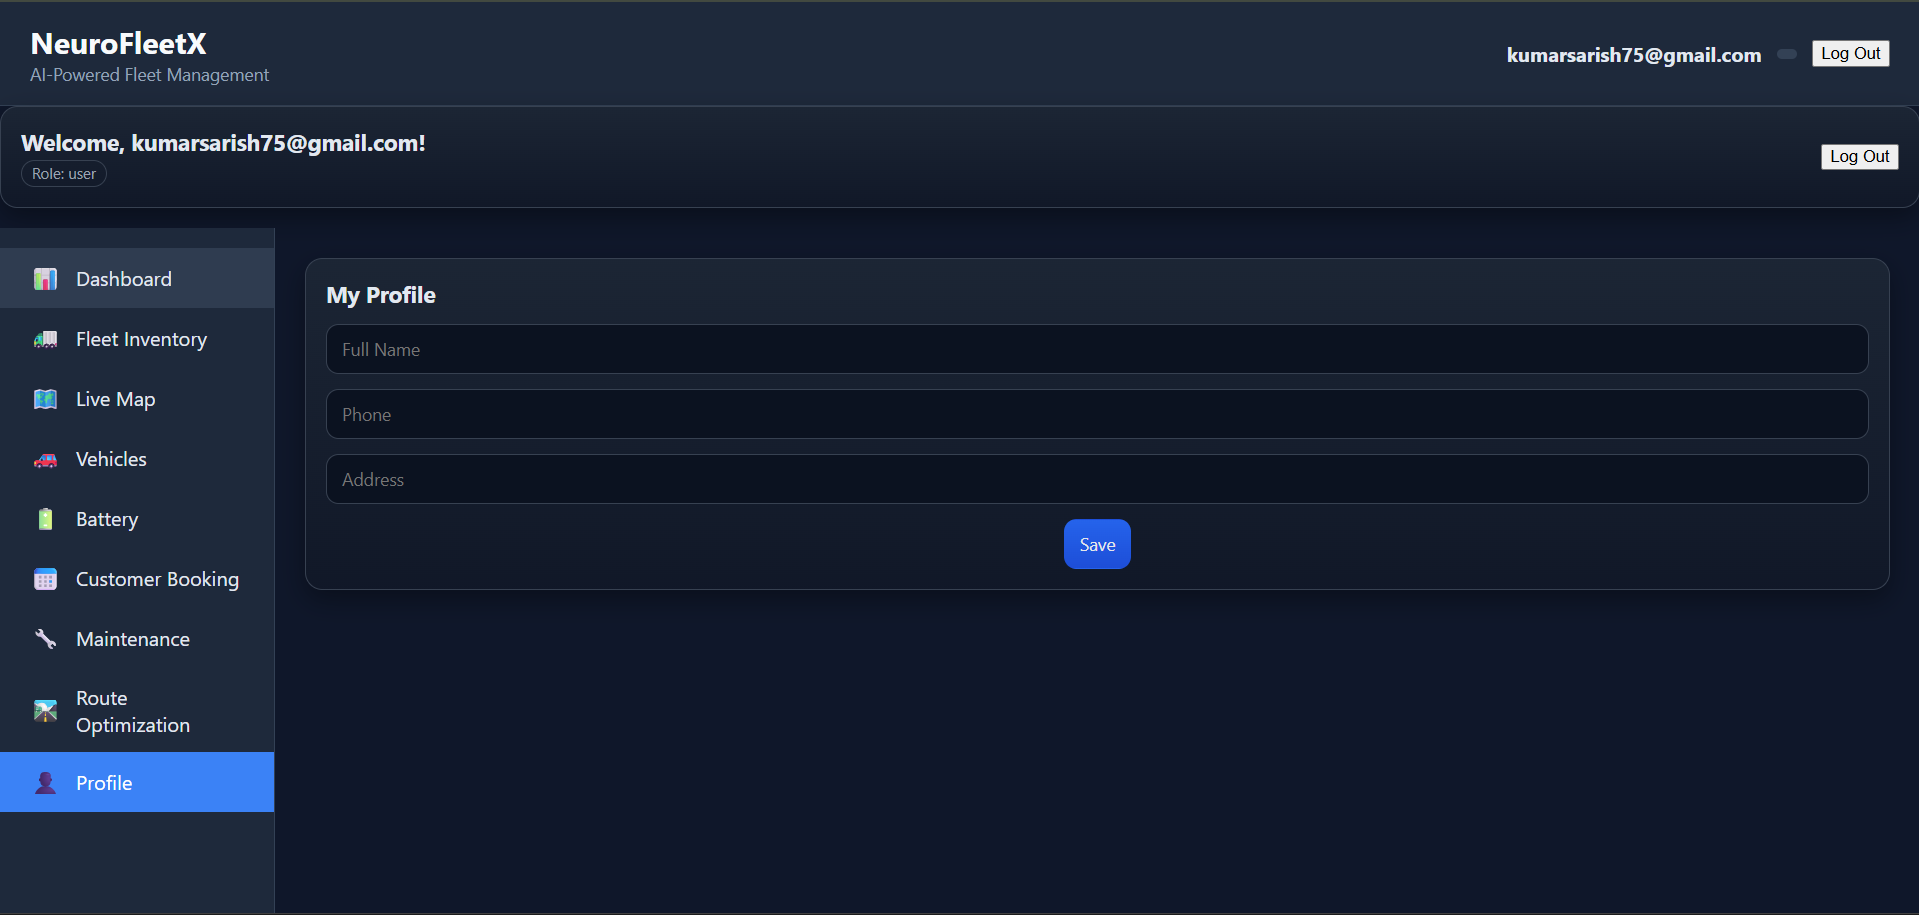 NeuroFleetX
AI-Powered Fleet Management
kumarsarish75@gmail.com
Log Out
Welcome, kumarsarish75@gmail.com!
Role: user
Log Out
Dashboard
Fleet Inventory
Live Map
Vehicles
Battery
Customer Booking
Maintenance
Route
Optimization
Profile
My Profile
Full Name
Phone
Address
Save